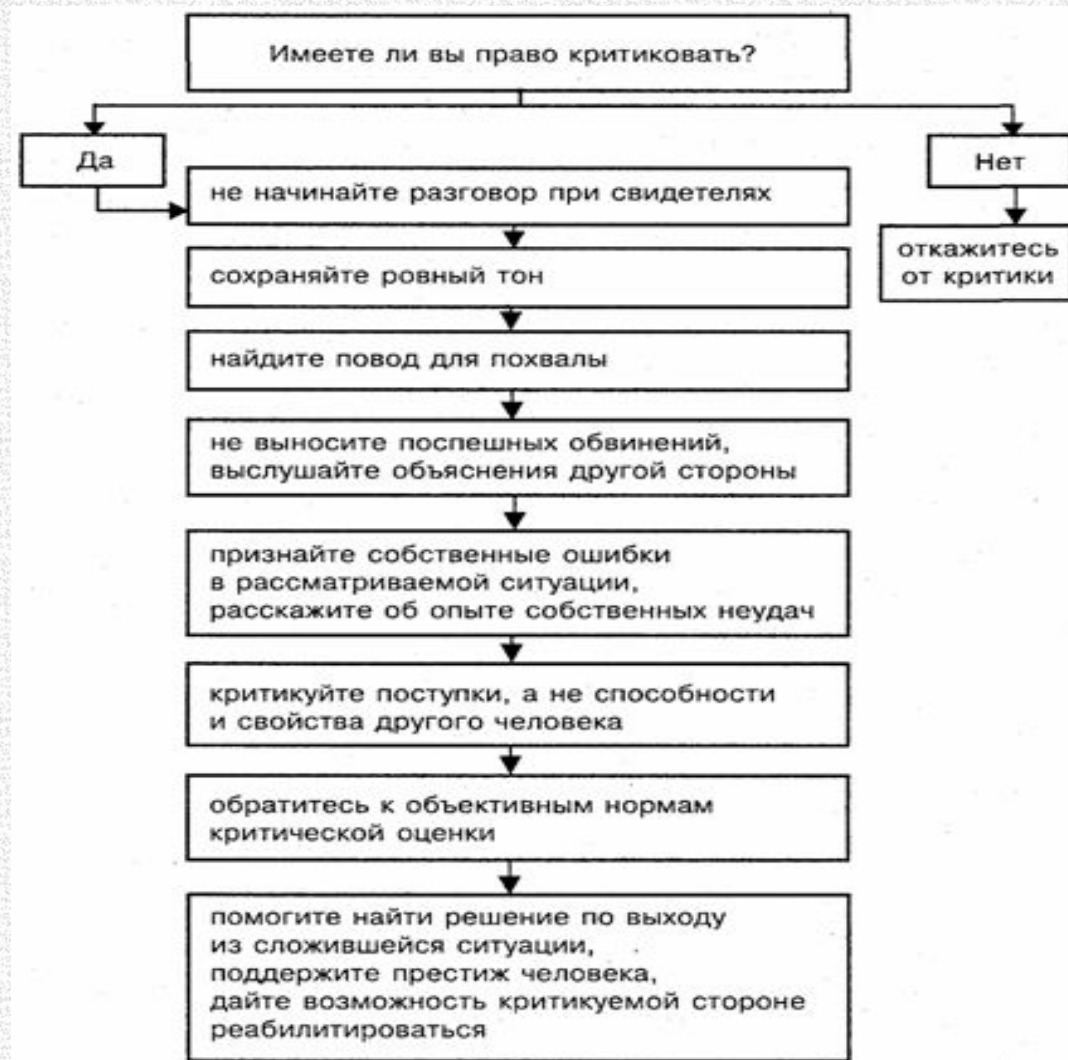 Имеете ли вы право критиковать?
Да
Нет
не начинайте разговор при свидетелях
откажитесь
от критики
сохраняйте ровный тон
найдите повод для похвалы
не выносите поспешных обвинений,
выслушайте объяснения другой стороны
признайте собственные ошибки
в рассматриваемой ситуации,
расскажите об опыте собственных неудач
критикуйте поступки, а не способности
и свойства другого человека
обратитесь к объективным нормам
критической оценки
помогите найти решение по выходу
из сложившейся ситуации,
поддержите престиж человека,
дайте возможность критикуемой стороне
реабилитироваться